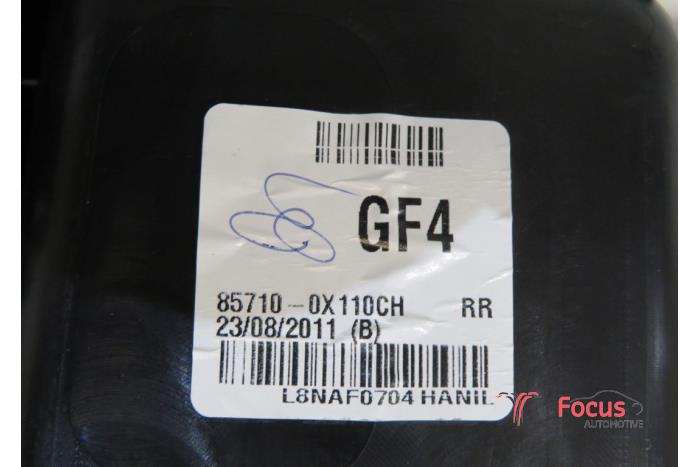 GF4
85710-0X110CH RR
23/08/2011 (B)
L8NAF0704 HANIL
Focus
AUTOMOTIVE